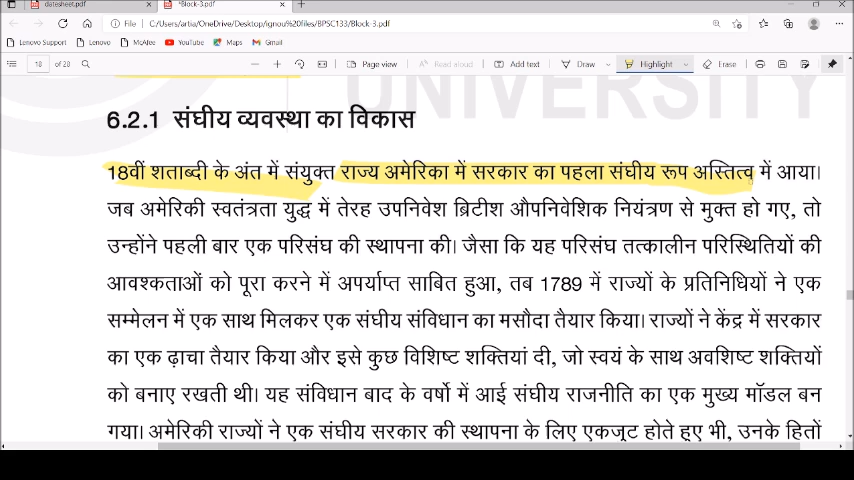 datesheet.pdf
*Block-3.pdf
File | C:/Users/artia/OneDrive/Desktop/ignou%20files/BPSC133/Block-3.pdf
Lenovo Support Lenovo McAfee YouTube Maps Gmail
18 of 28 Page view Read aloud Add text Draw Highlight Erase
UNIVERSITY
6.2.1 संघीय व्यवस्था का विकास
18वीं शताब्दी के अंत में संयुक्त राज्य अमेरिका में सरकार का पहला संघीय रूप अस्तित्व में आया।
जब अमेरिकी स्वतंत्रता युद्ध में तेरह उपनिवेश ब्रिटीश औपनिवेशिक नियंत्रण से मुक्त हो गए, तो
उन्होंने पहली बार एक परिसंघ की स्थापना की। जैसा कि यह परिसंघ तत्कालीन परिस्थितियों की
आवश्कताओं को पूरा करने में अपर्याप्त साबित हुआ, तब 1789 में राज्यों के प्रतिनिधियों ने एक
सम्मेलन में एक साथ मिलकर एक संघीय संविधान का मसौदा तैयार किया। राज्यों ने केंद्र में सरकार
का एक ढ़ाचा तैयार किया और इसे कुछ विशिष्ट शक्तियां दी, जो स्वयं के साथ अवशिष्ट शक्तियों
को बनाए रखती थी। यह संविधान बाद के वर्षो में आई संघीय राजनीति का एक मुख्य मॉडल बन
गया। अमेरिकी राज्यों ने एक संघीय सरकार की स्थापना के लिए एकजूट होते हुए भी, उनके हितों